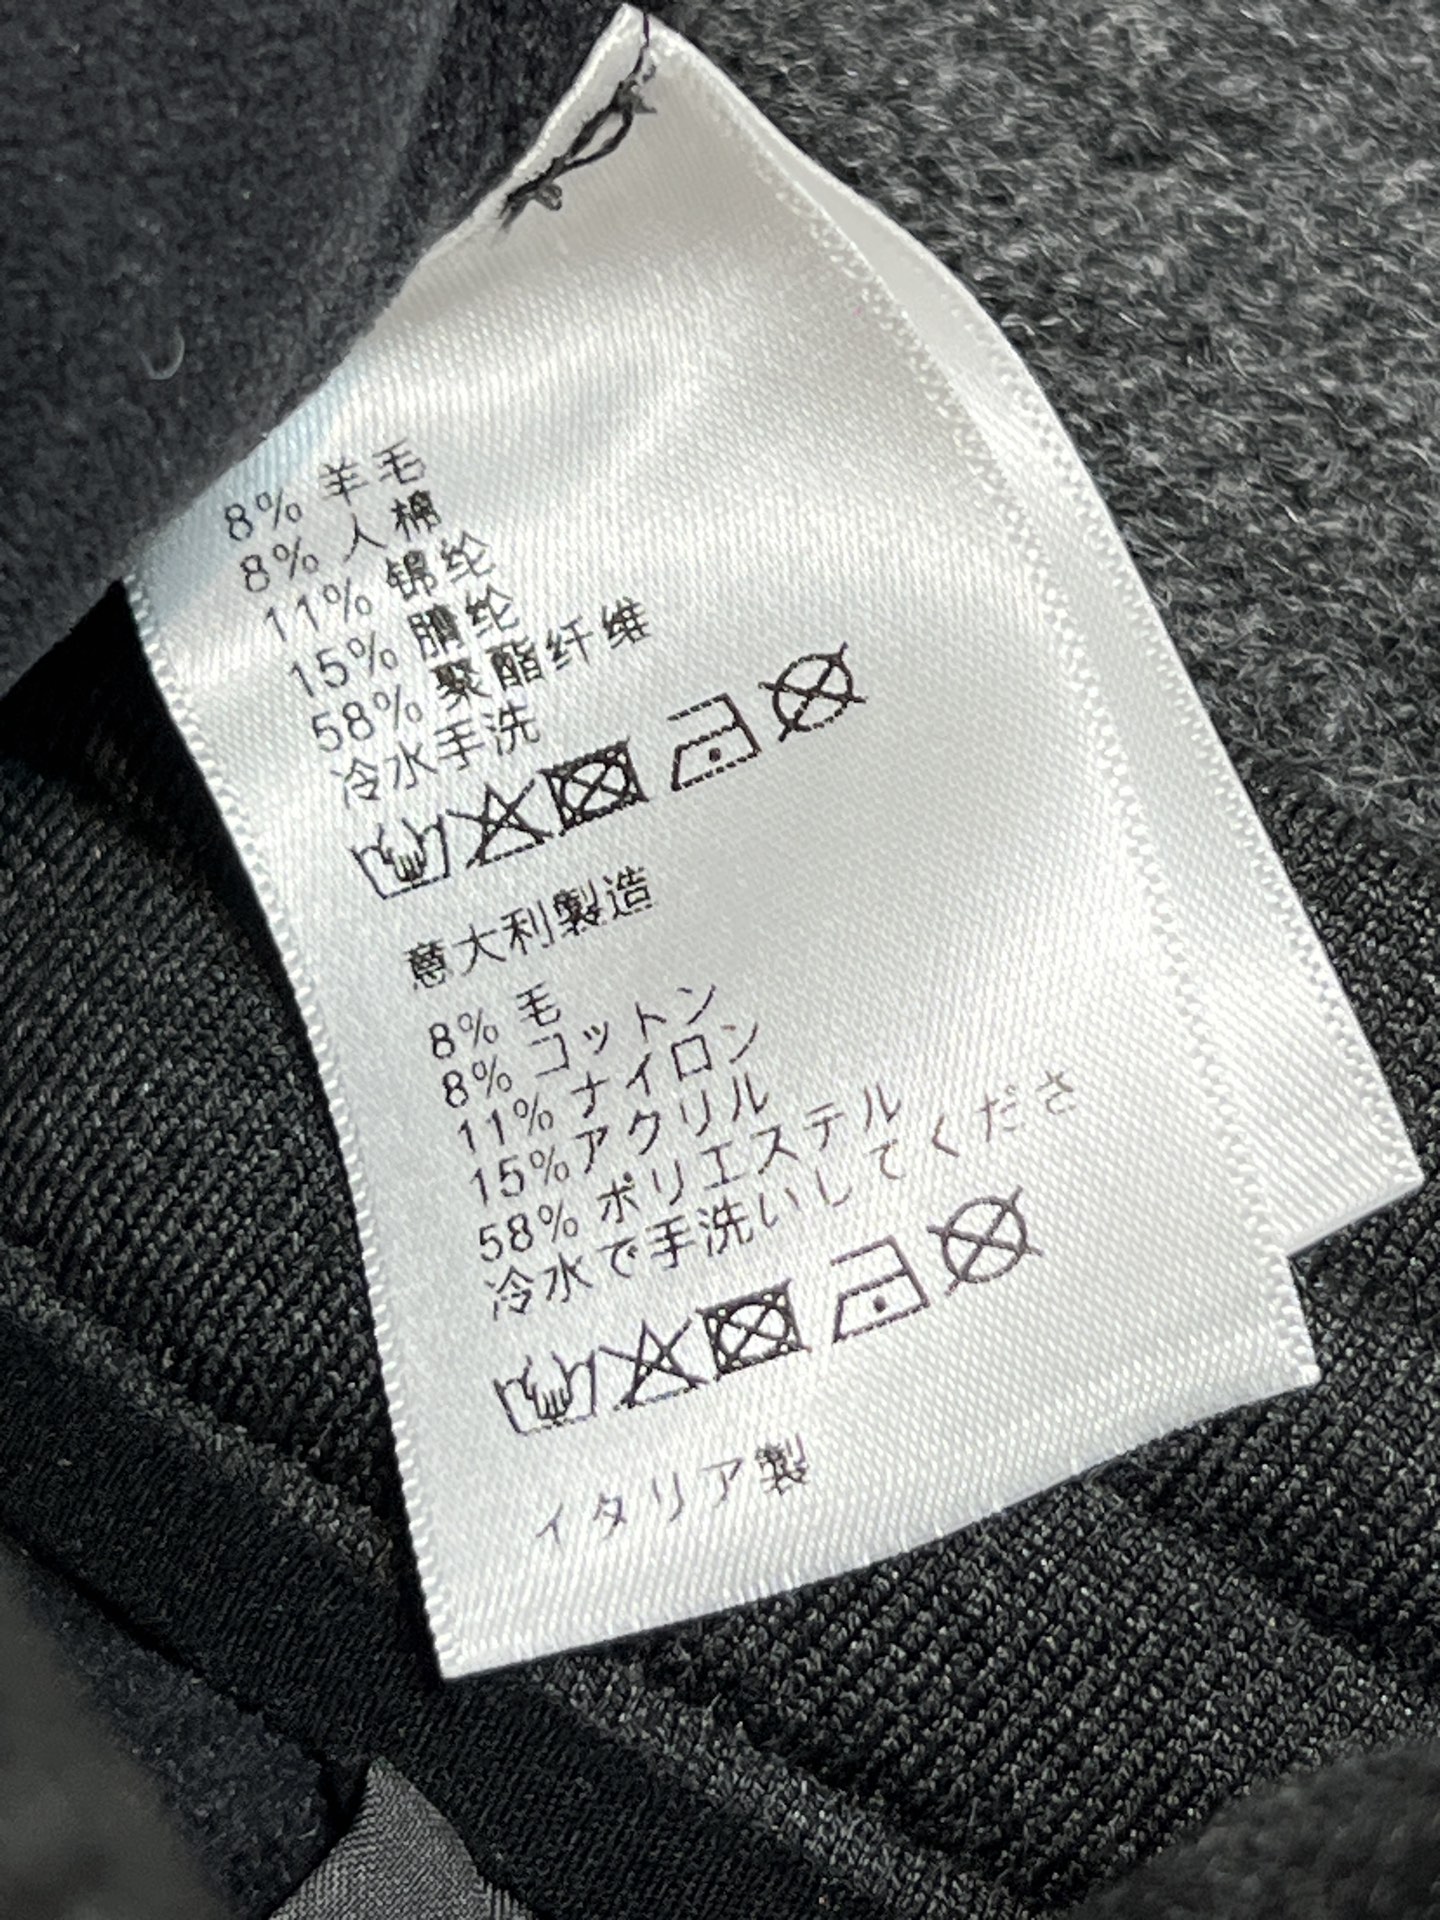 8% 羊毛
8% 人棉
11% 锦纶
15% 腈纶
58% 聚酯纤维
冷水手洗
意大利製造
8% 毛
8% コットン
11% ナイロン
15%アクリル
58% ポリエステル
冷水で手洗いしてくださ
イタリア製